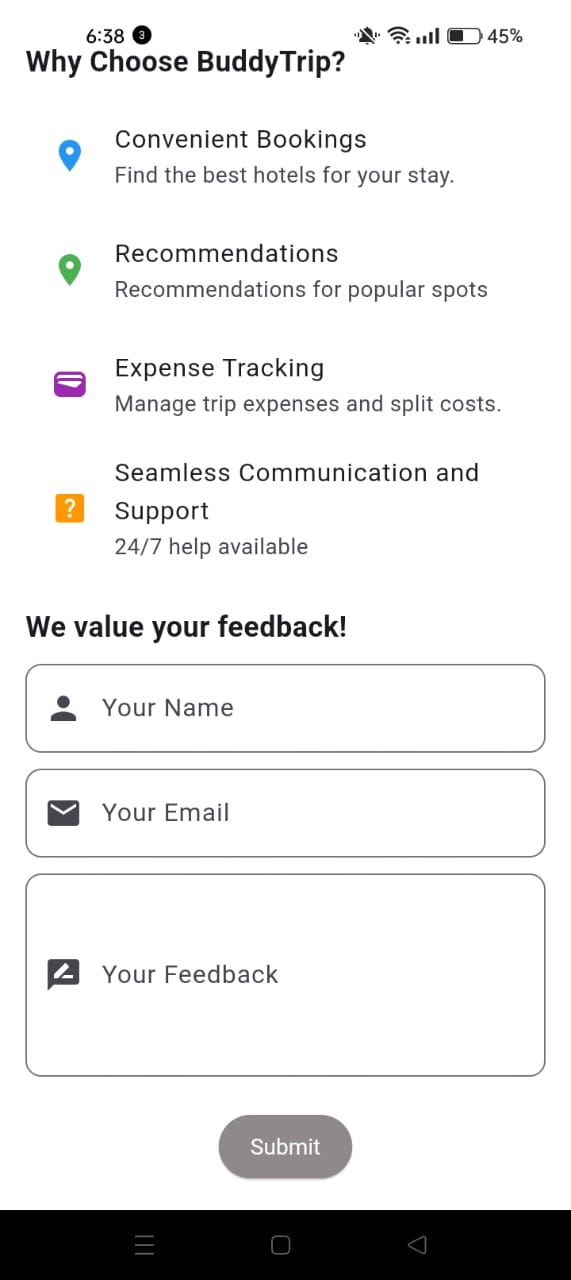 6:38 3 45%
Why Choose BuddyTrip?
Convenient Bookings
Find the best hotels for your stay.
Recommendations
Recommendations for popular spots
Expense Tracking
Manage trip expenses and split costs.
Seamless Communication and
Support
?
24/7 help available
We value your feedback!
Your Name
Your Email
Your Feedback
Submit